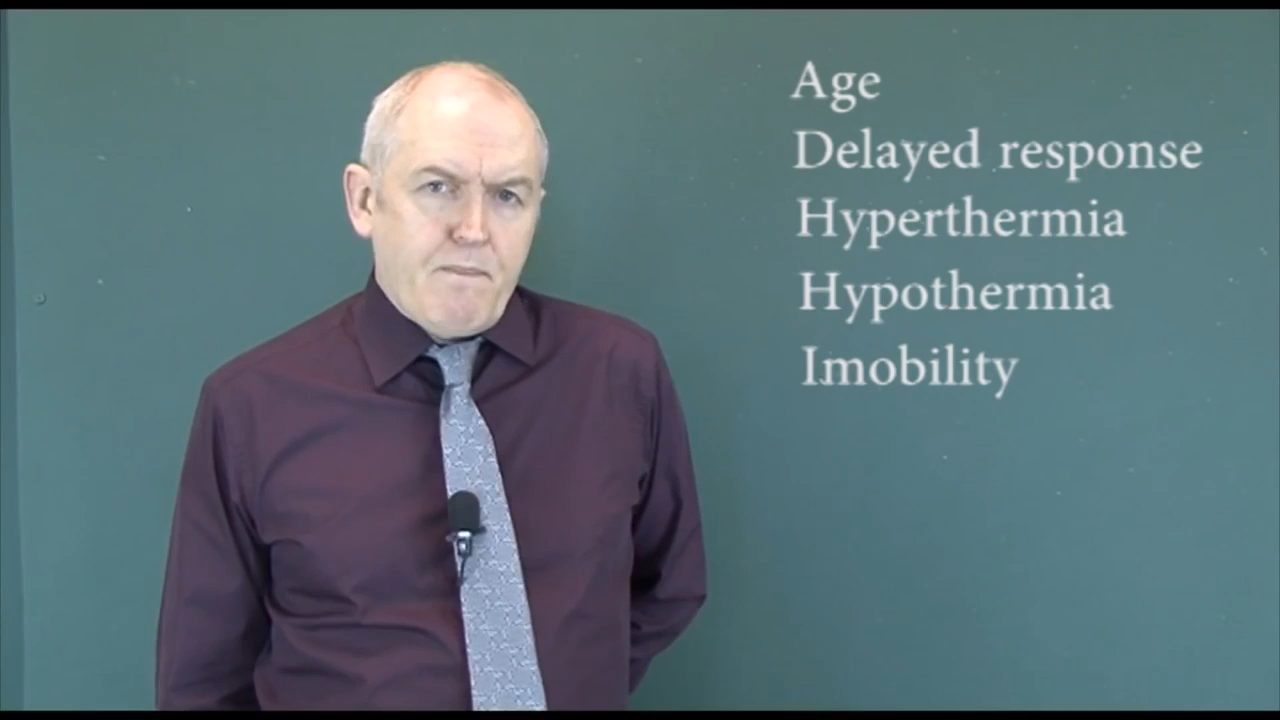 Age
Delayed response
Hyperthermia
Hypothermia
Imobility